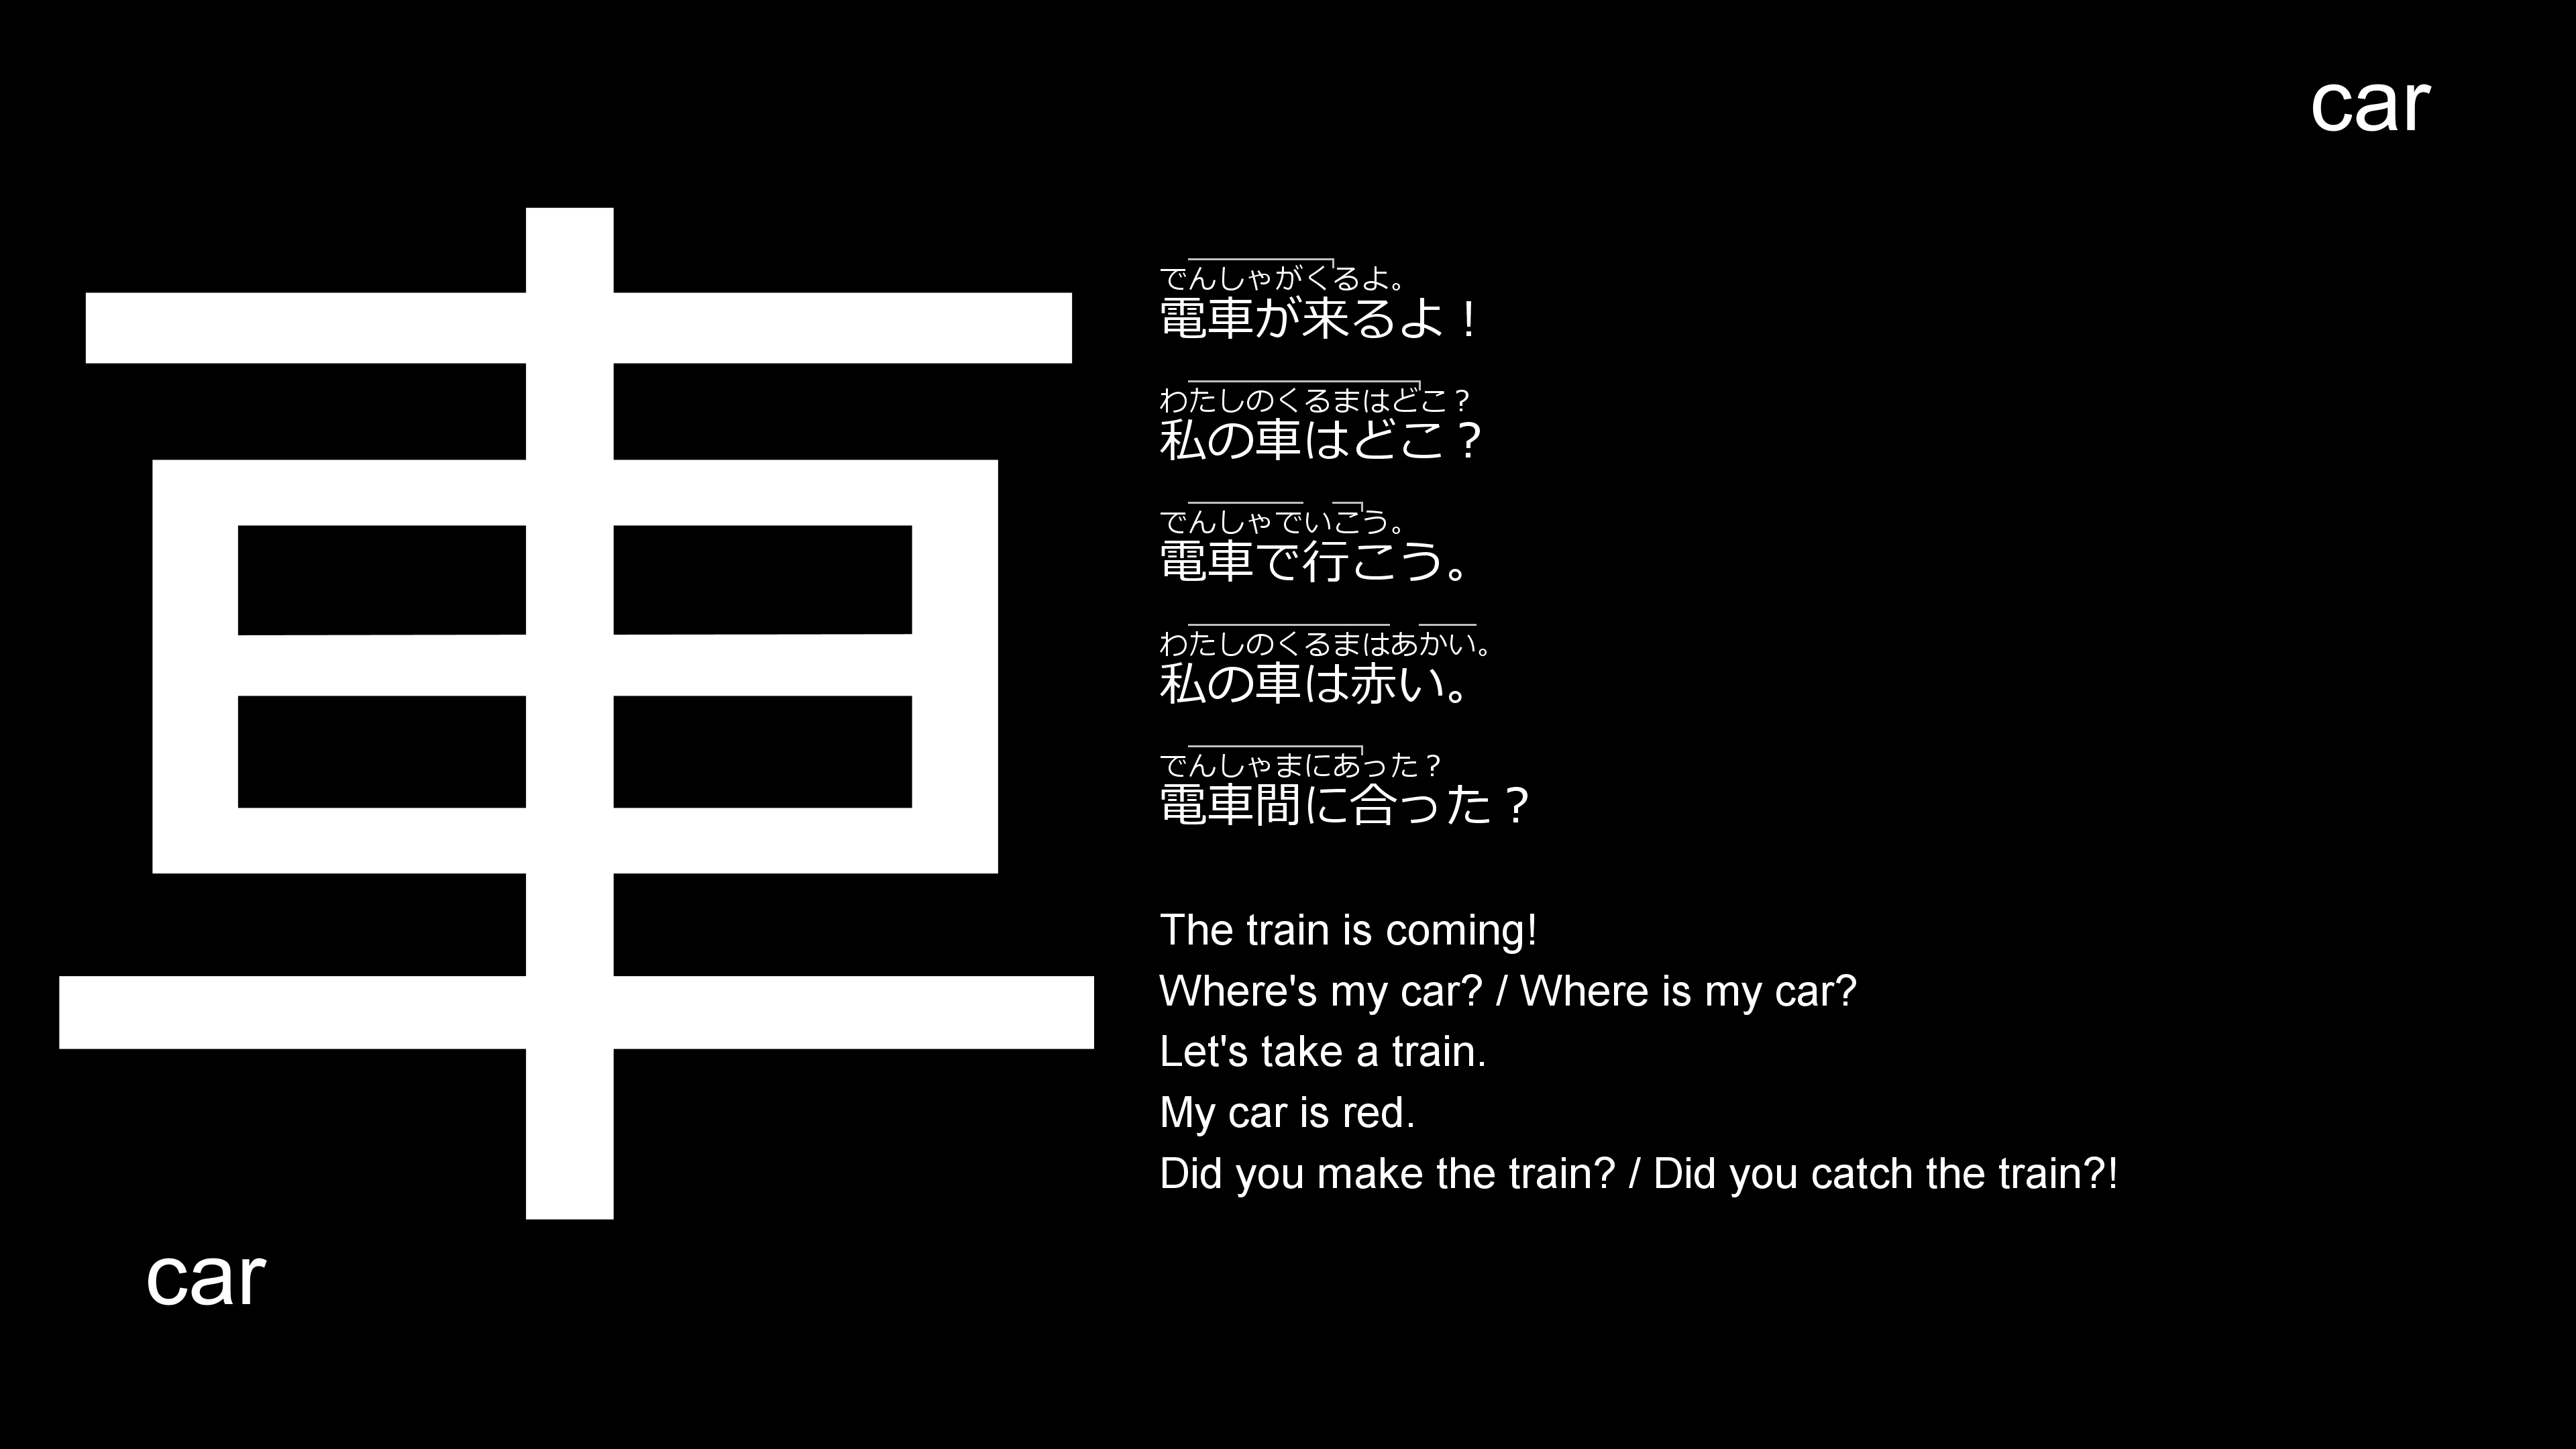 car
車
でんしゃがくるよ。
電車が来るよ！
わたしのくるまはどこ？
私の車はどこ？
でんしゃでいこう。
電車で行こう。
わたしのくるまはあかい。
私の車は赤い。
でんしゃまにあった？
電車間に合った？
The train is coming!
Where's my car? / Where is my car?
Let's take a train.
My car is red.
Did you make the train? / Did you catch the train?!
car